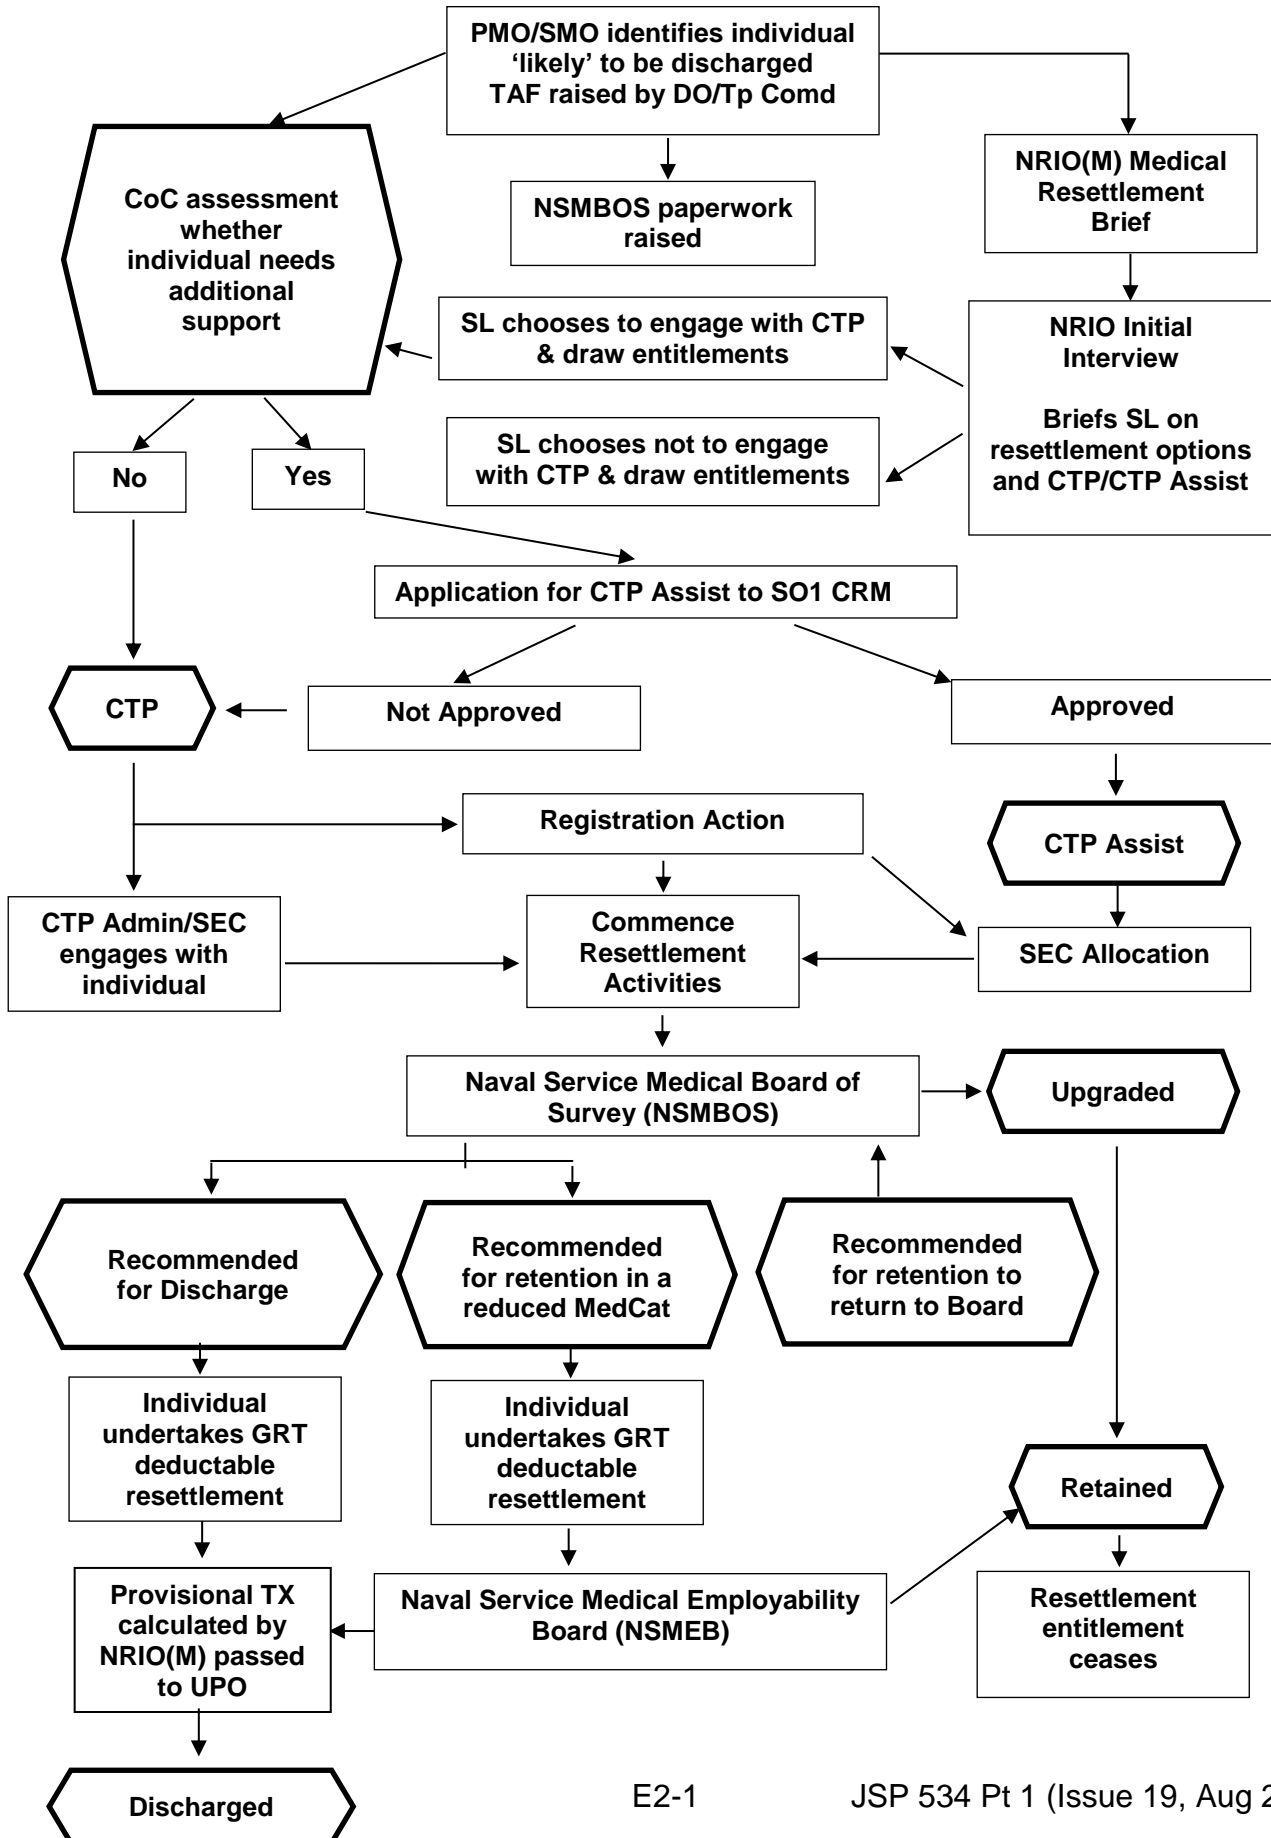 PMO/SMO identifies individual
‘likely’ to be discharged
TAF raised by DO/Tp Comd
CoC assessment
whether
individual needs
additional
support
NSMBOS paperwork
raised
NRIO(M) Medical
Resettlement
Brief
SL chooses to engage with CTP
& draw entitlements
NRIO Initial
Interview
Briefs SL on
resettlement options
and CTP/CTP Assist
SL chooses not to engage
with CTP & draw entitlements
No
Yes
Application for CTP Assist to SO1 CRM
CTP
Not Approved
Approved
Registration Action
CTP Assist
CTP Admin/SEC
engages with
individual
Commence
Resettlement
Activities
SEC Allocation
Naval Service Medical Board of
Survey (NSMBOS)
Upgraded
Recommended
for Discharge
Recommended
for retention in a
reduced MedCat
Recommended
for retention to
return to Board
Individual
undertakes GRT
deductable
resettlement
Individual
undertakes GRT
deductable
resettlement
Retained
Provisional TX
calculated by
NRIO(M) passed
to UPO
Naval Service Medical Employability
Board (NSMEB)
Resettlement
entitlement
ceases
Discharged
E2-1
JSP 534 Pt 1 (Issue 19, Aug 2